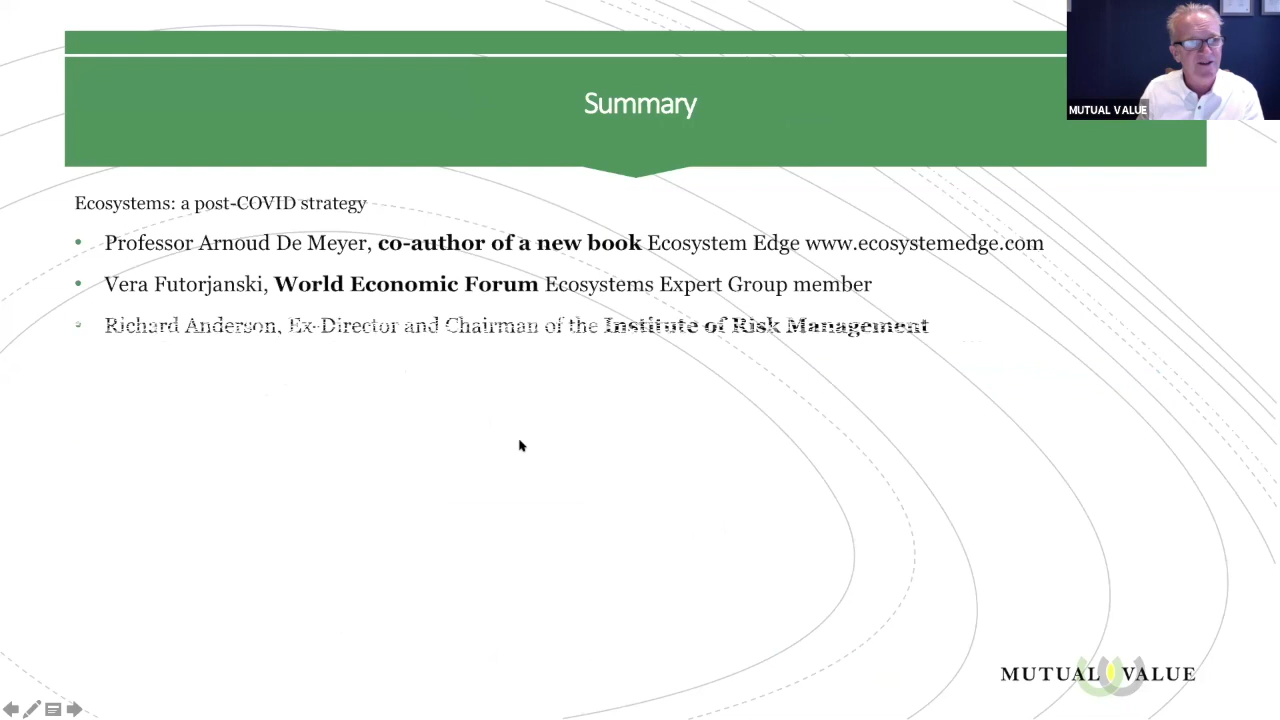 Summary
MUTUAL VALUE
Ecosystems: a post-COVID strategy
• Professor Arnoud De Meyer, co-author of a new book Ecosystem Edge www.ecosystemedge.com
• Vera Futorjanski, World Economic Forum Ecosystems Expert Group member
• Richard Anderson, Ex-Director and Chairman of the Institute of Risk Management
MUTUAL VALUE